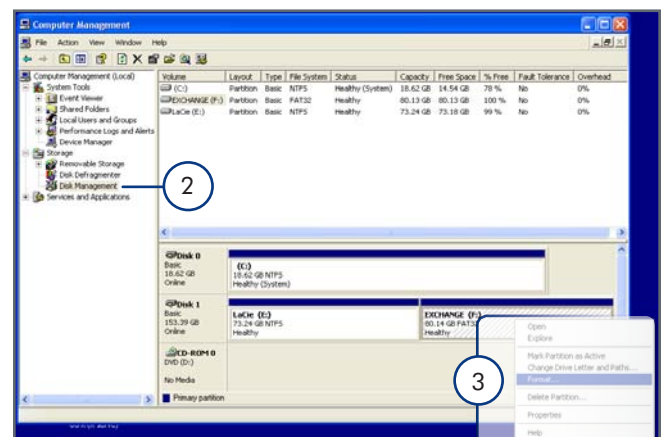 Computer Management
File Action View Window Help
Computer Management (Local)
System Tools
Event Viewer
Shared Folders
Local Users and Groups
Performance Logs and Alerts
Device Manager
Storage
Removable Storage
Disk Defragmenter
Disk Management
Services and Applications
2
Volume Layout Type File System Status Capacity Free Space % Free Fault Tolerance Overhead
(C:) Partition Basic NTFS Healthy (System) 18.62 GB 14.54 GB 78 % No 0%
EXCHANGE (F:) Partition Basic FAT32 Healthy 80.13 GB 80.13 GB 100 % No 0%
LaCie (E:) Partition Basic NTFS Healthy 73.24 GB 73.18 GB 99 % No 0%
Disk 0
Basic
18.62 GB
Online
(C:)
18.62 GB NTFS
Healthy (System)
Disk 1
Basic
153.39 GB
Online
LaCie (E:)
73.24 GB NTFS
Healthy
EXCHANGE (F:)
80.14 GB FAT32
Healthy
CD-ROM 0
DVD (D:)
No Media
Primary partition
3
Open
Explore
Mark Partition as Active
Change Drive Letter and Paths...
Format...
Delete Partition...
Properties
Help